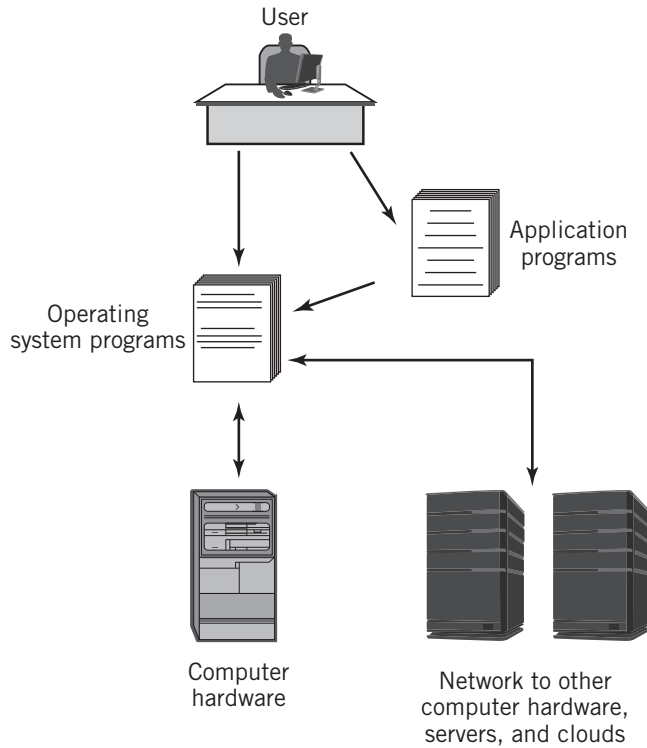 User
Application
programs
Operating
system programs
Computer
hardware
Network to other
computer hardware,
servers, and clouds